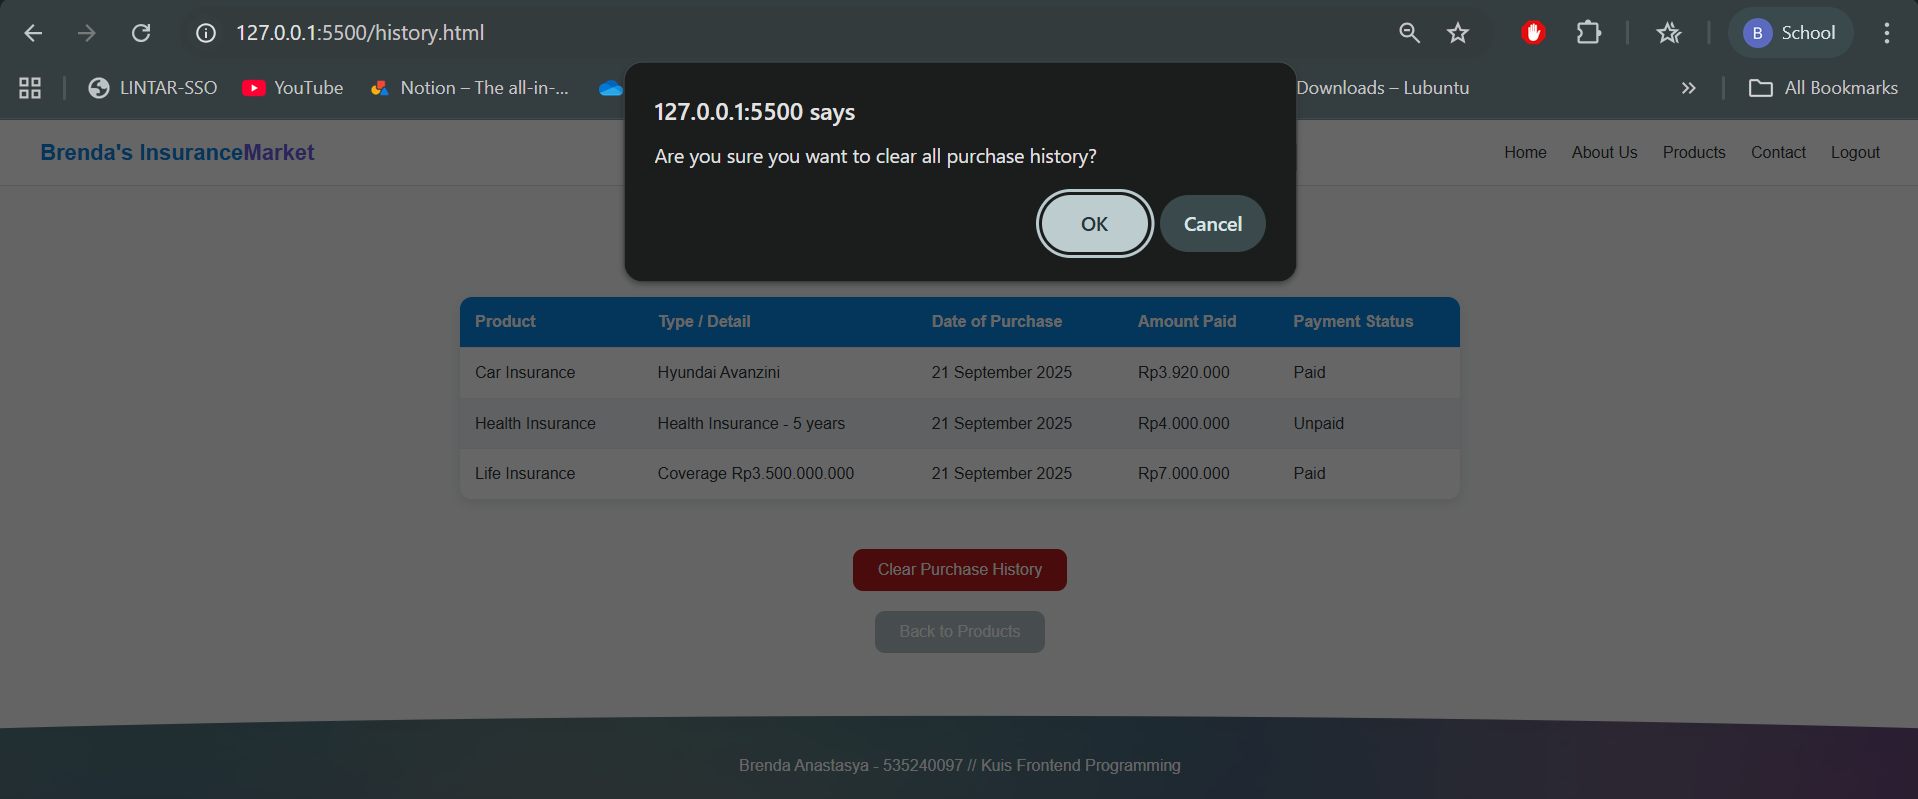 127.0.0.1:5500/history.html
B School
LINTAR-SSO YouTube Notion – The all-in-... Downloads – Lubuntu » All Bookmarks
127.0.0.1:5500 says
Are you sure you want to clear all purchase history?
OK Cancel
Brenda's InsuranceMarket
Home About Us Products Contact Logout
Product Type / Detail Date of Purchase Amount Paid Payment Status
Car Insurance Hyundai Avanzini 21 September 2025 Rp3.920.000 Paid
Health Insurance Health Insurance - 5 years 21 September 2025 Rp4.000.000 Unpaid
Life Insurance Coverage Rp3.500.000.000 21 September 2025 Rp7.000.000 Paid
Clear Purchase History
Back to Products
Brenda Anastasya - 535240097 // Kuis Frontend Programming